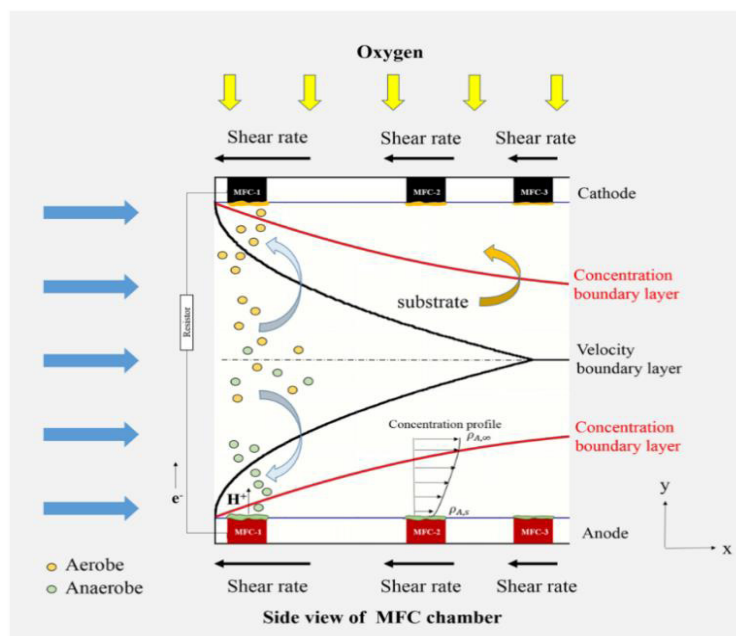 Oxygen
Shear rate
Shear rate
Shear rate
MFC-1
MFC-2
MFC-3
Cathode
Concentration
boundary layer
substrate
Resistor
Velocity
boundary layer
Concentration profile
ρA,∞
Concentration
boundary layer
e-
H+
ρA,s
y
x
MFC-1
MFC-2
MFC-3
Anode
Aerobe
Anaerobe
Shear rate
Shear rate
Shear rate
Side view of MFC chamber